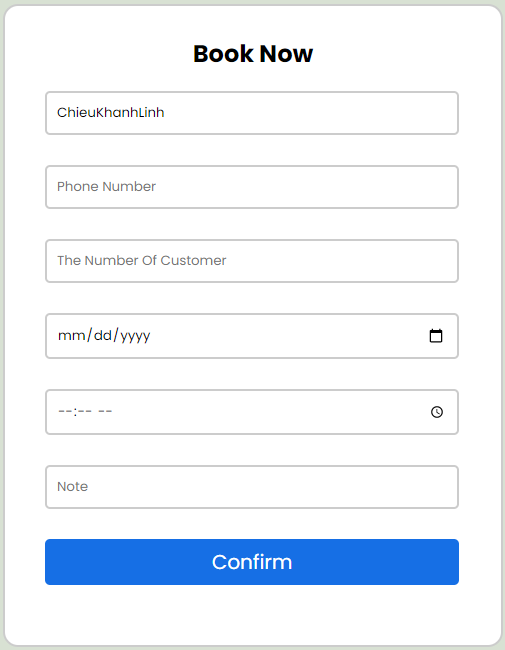 Book Now
ChieuKhanhLinh
Phone Number
The Number Of Customer
mm/dd/yyyy
--:-- --
Note
Confirm